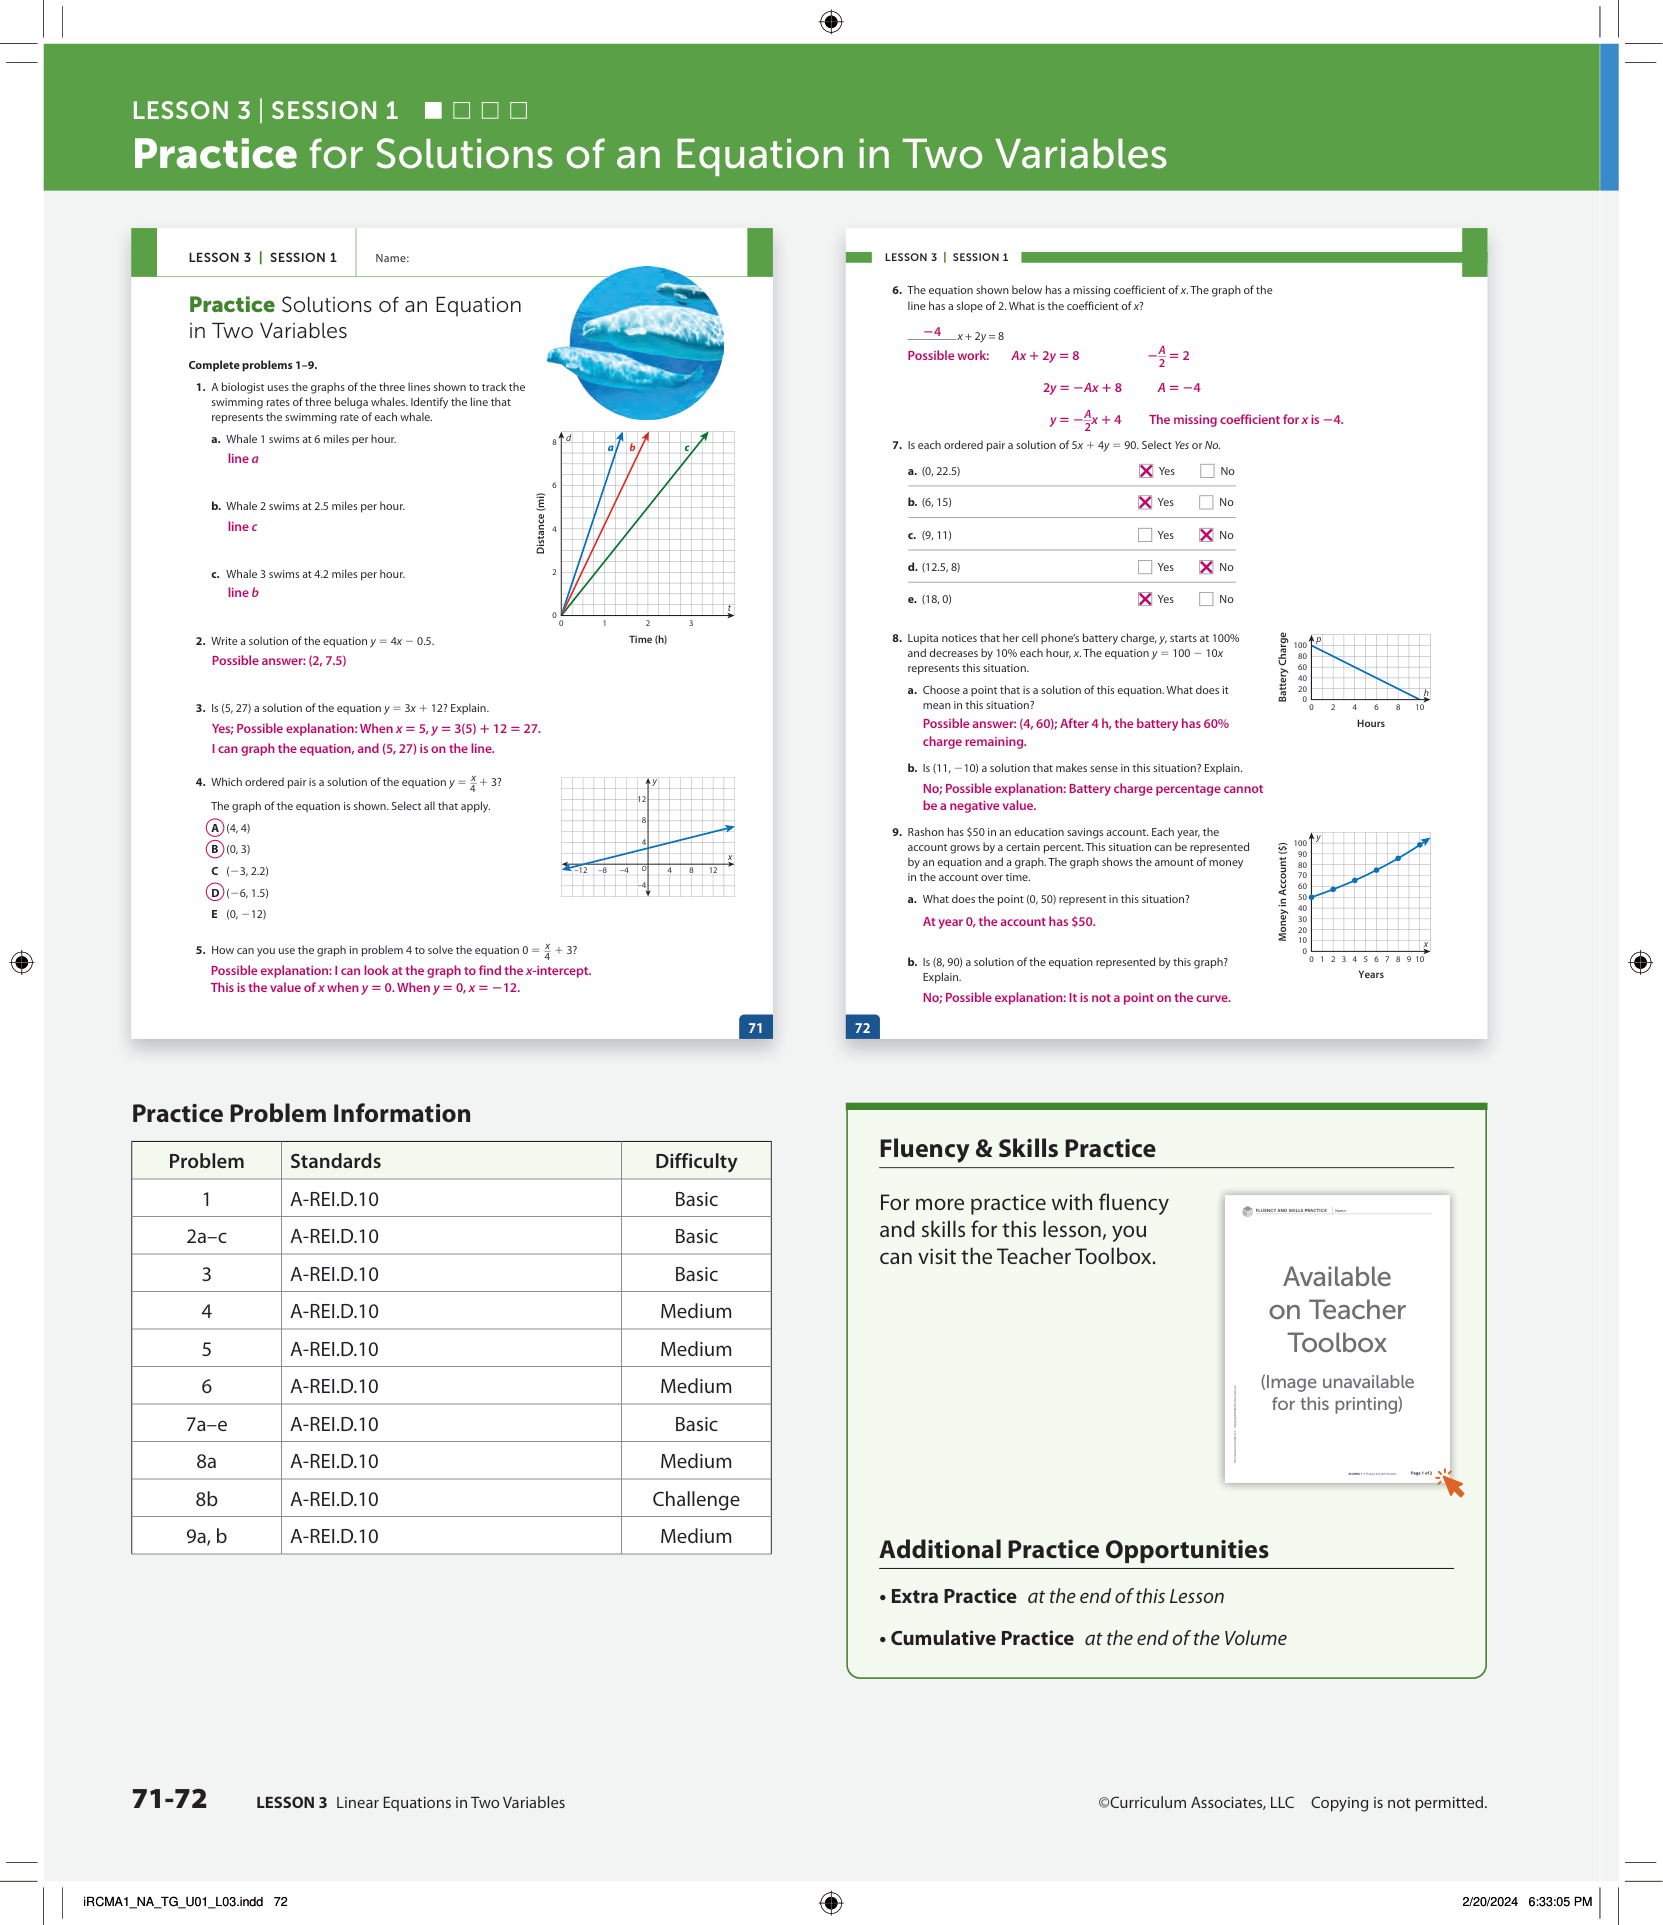 LESSON 3 | SESSION 1
Practice for Solutions of an Equation in Two Variables
LESSON 3 | SESSION 1
Name:
Practice Solutions of an Equation
in Two Variables
Complete problems 1–9.
1. A biologist uses the graphs of the three lines shown to track the
swimming rates of three beluga whales. Identify the line that
represents the swimming rate of each whale.
a. Whale 1 swims at 6 miles per hour.
line a
b. Whale 2 swims at 2.5 miles per hour.
line c
c. Whale 3 swims at 4.2 miles per hour.
line b
d
a b c
8
6
4
2
0
Distance (mi)
t
0 1 2 3
Time (h)
2. Write a solution of the equation y = 4x − 0.5.
Possible answer: (2, 7.5)
3. Is (5, 27) a solution of the equation y = 3x + 12? Explain.
Yes; Possible explanation: When x = 5, y = 3(5) + 12 = 27.
I can graph the equation, and (5, 27) is on the line.
4. Which ordered pair is a solution of the equation y = x/4 + 3?
The graph of the equation is shown. Select all that apply.
A (4, 4)
B (0, 3)
C (−3, 2.2)
D (−6, 1.5)
E (0, −12)
y
12
8
4
x
−12 −8 −4 O 4 8 12
−4
5. How can you use the graph in problem 4 to solve the equation 0 = x/4 + 3?
Possible explanation: I can look at the graph to find the x-intercept.
This is the value of x when y = 0. When y = 0, x = −12.
71
LESSON 3 | SESSION 1
6. The equation shown below has a missing coefficient of x. The graph of the
line has a slope of 2. What is the coefficient of x?
−4 x + 2y = 8
Possible work: Ax + 2y = 8 −A/2 = 2
2y = −Ax + 8 A = −4
y = −A/2x + 4 The missing coefficient for x is −4.
7. Is each ordered pair a solution of 5x + 4y = 90. Select Yes or No.
a. (0, 22.5) Yes No
b. (6, 15) Yes No
c. (9, 11) Yes No
d. (12.5, 8) Yes No
e. (18, 0) Yes No
8. Lupita notices that her cell phone's battery charge, y, starts at 100%
and decreases by 10% each hour, x. The equation y = 100 − 10x
represents this situation.
a. Choose a point that is a solution of this equation. What does it
mean in this situation?
Possible answer: (4, 60); After 4 h, the battery has 60%
charge remaining.
b. Is (11, −10) a solution that makes sense in this situation? Explain.
No; Possible explanation: Battery charge percentage cannot
be a negative value.
Battery Charge
p
100
80
60
40
20
0
h
0 2 4 6 8 10
Hours
9. Rashon has $50 in an education savings account. Each year, the
account grows by a certain percent. This situation can be represented
by an equation and a graph. The graph shows the amount of money
in the account over time.
a. What does the point (0, 50) represent in this situation?
At year 0, the account has $50.
b. Is (8, 90) a solution of the equation represented by this graph?
Explain.
No; Possible explanation: It is not a point on the curve.
Money in Account ($)
y
100
90
80
70
60
50
40
30
20
10
0
x
0 1 2 3 4 5 6 7 8 9 10
Years
72
Practice Problem Information
Problem Standards Difficulty
1 A-REI.D.10 Basic
2a–c A-REI.D.10 Basic
3 A-REI.D.10 Basic
4 A-REI.D.10 Medium
5 A-REI.D.10 Medium
6 A-REI.D.10 Medium
7a–e A-REI.D.10 Basic
8a A-REI.D.10 Medium
8b A-REI.D.10 Challenge
9a, b A-REI.D.10 Medium
Fluency & Skills Practice
For more practice with fluency
and skills for this lesson, you
can visit the Teacher Toolbox.
FLUENCY AND SKILLS PRACTICE | Name:
Available
on Teacher
Toolbox
(Image unavailable
for this printing)
Page 1 of 2
Additional Practice Opportunities
• Extra Practice at the end of this Lesson
• Cumulative Practice at the end of the Volume
71-72 LESSON 3 Linear Equations in Two Variables
©Curriculum Associates, LLC Copying is not permitted.
iRCMA1_NA_TG_U01_L03.indd 72
2/20/2024 6:33:05 PM